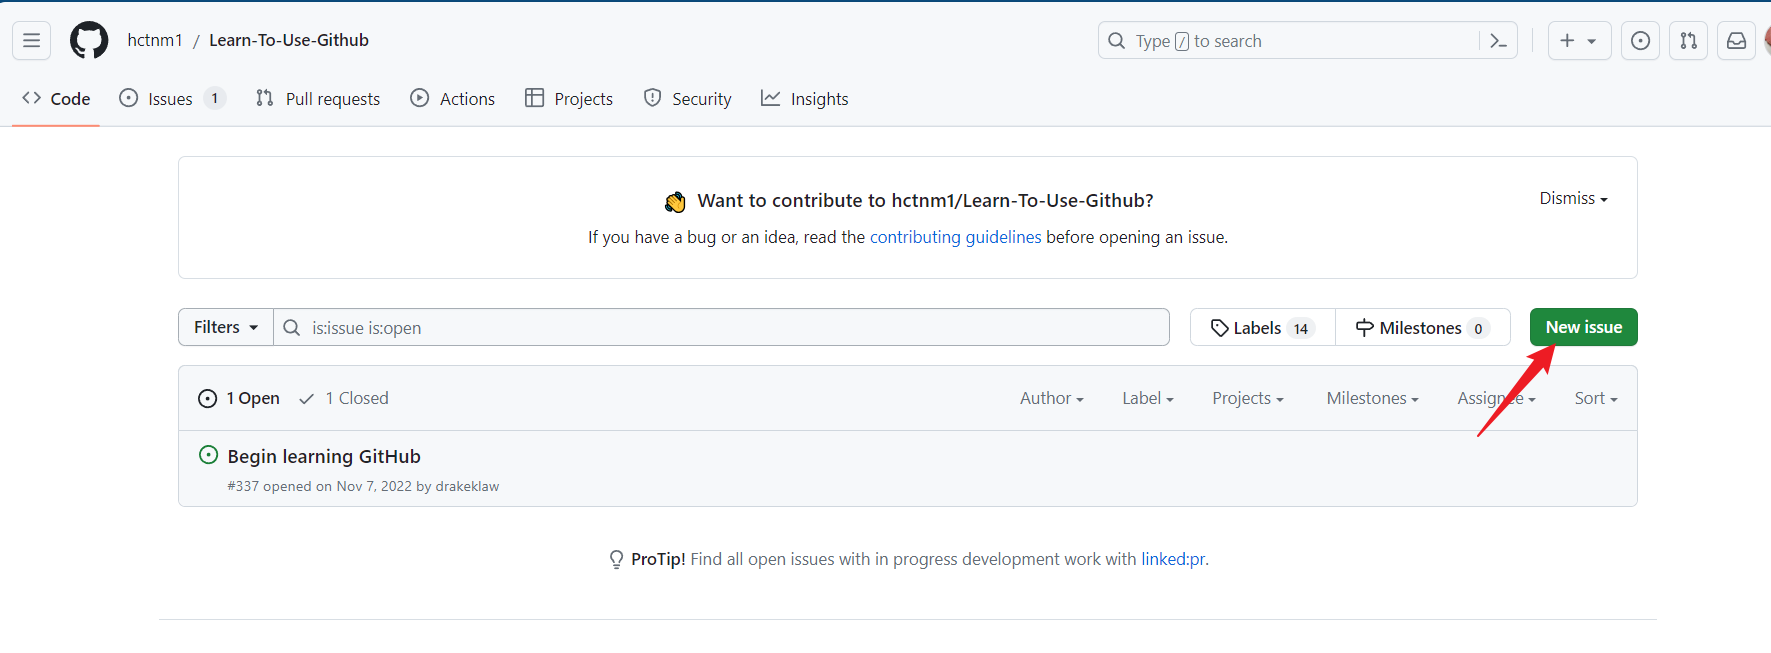 hctnm1 / Learn-To-Use-Github
Type / to search
Code Issues 1 Pull requests Actions Projects Security Insights
Want to contribute to hctnm1/Learn-To-Use-Github?
Dismiss
If you have a bug or an idea, read the contributing guidelines before opening an issue.
Filters is:issue is:open Labels 14 Milestones 0 New issue
1 Open 1 Closed Author Label Projects Milestones Assignee Sort
Begin learning GitHub
#337 opened on Nov 7, 2022 by drakeklaw
ProTip! Find all open issues with in progress development work with linked:pr.